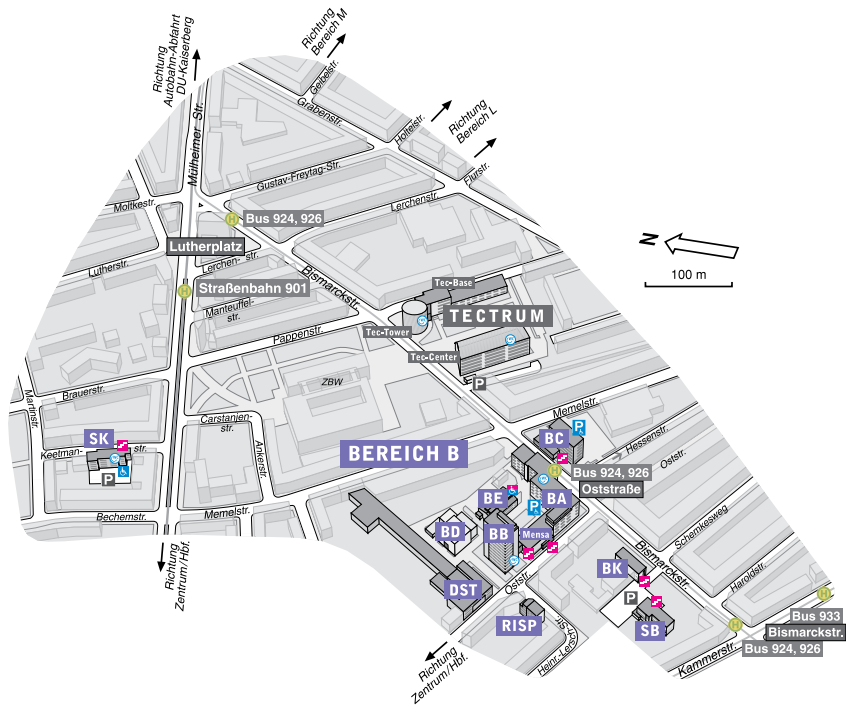 Richtung
Bereich M
Richtung
Autobahn-Abfahrt
DU-Kaiserberg
Geibelstr.
Grabenstr.
Holteistr.
Richtung
Bereich L
Flurstr.
Mülheimer Str.
Gustav-Freytag-Str.
Lerchenstr.
Moltkestr.
H
Bus 924, 926
Lutherplatz
Lutherstr.
Lerchen-
str.
Bismarckstr.
N
100 m
H
Straßenbahn 901
Manteuffel-
str.
Pappenstr.
Tec-Base
TECTRUM
Tec-Tower
Tec-Center
P
ZBW
Martinstr.
Brauerstr.
Carstanjen-
str.
Ankerstr.
Memelstr.
SK
Keetman-
str.
P
BEREICH B
BC
P
Hessenstr.
Oststr.
H
Bus 924, 926
Oststraße
BE
BA
P
Bechemstr.
Memelstr.
BD
BB
Mensa
Schemkesweg
Bismarckstr.
Richtung
Zentrum/Hbf.
DST
Oststr.
BK
Haroldstr.
P
RISP
SB
Heinr.-Lersch-Str.
H
Bus 933
H
Bismarckstr.
Bus 924, 926
Kammerstr.
Richtung
Zentrum/Hbf.